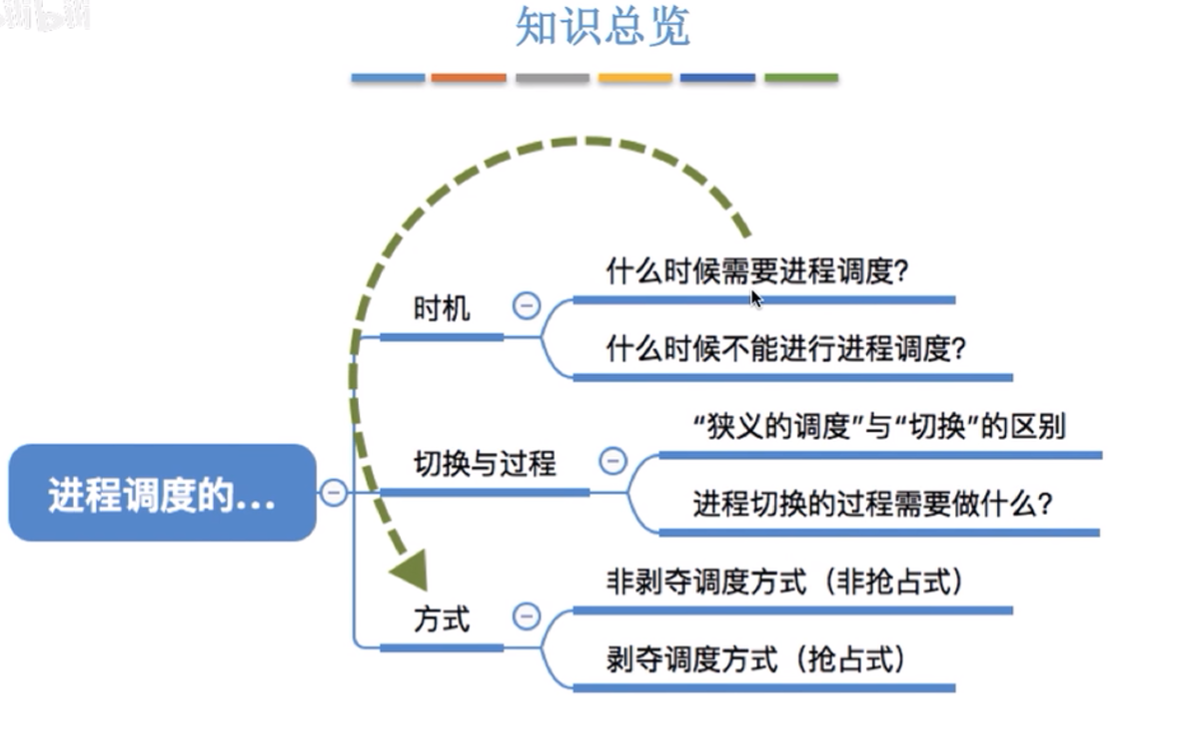 知识总览
什么时候需要进程调度？
时机
什么时候不能进行进程调度？
“狭义的调度”与“切换”的区别
切换与过程
进程切换的过程需要做什么？
进程调度的...
非剥夺调度方式（非抢占式）
方式
剥夺调度方式（抢占式）